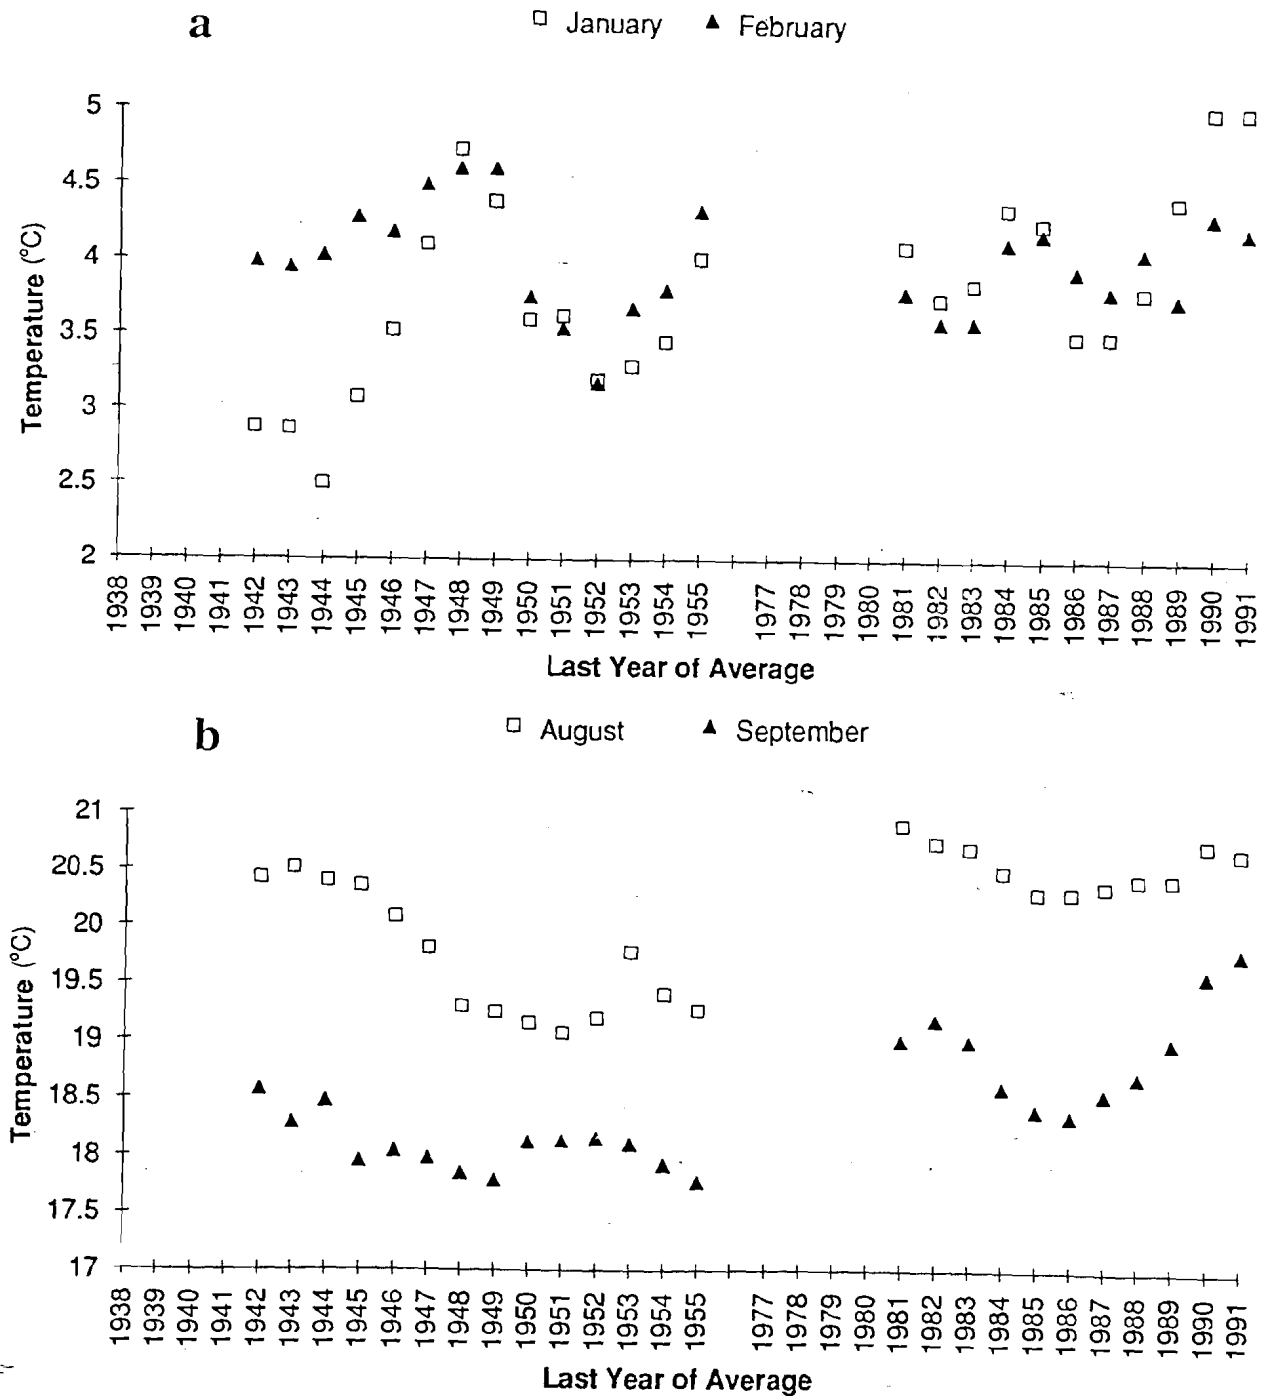 a
January February
5
4.5
4
3.5
3
2.5
2
Temperature (°C)
1938 1939 1940 1941 1942 1943 1944 1945 1946 1947 1948 1949 1950 1951 1952 1953 1954 1955 1977 1978 1979 1980 1981 1982 1983 1984 1985 1986 1987 1988 1989 1990 1991
Last Year of Average
b
August September
21
20.5
20
19.5
19
18.5
18
17.5
17
Temperature (°C)
1938 1939 1940 1941 1942 1943 1944 1945 1946 1947 1948 1949 1950 1951 1952 1953 1954 1955 1977 1978 1979 1980 1981 1982 1983 1984 1985 1986 1987 1988 1989 1990 1991
Last Year of Average